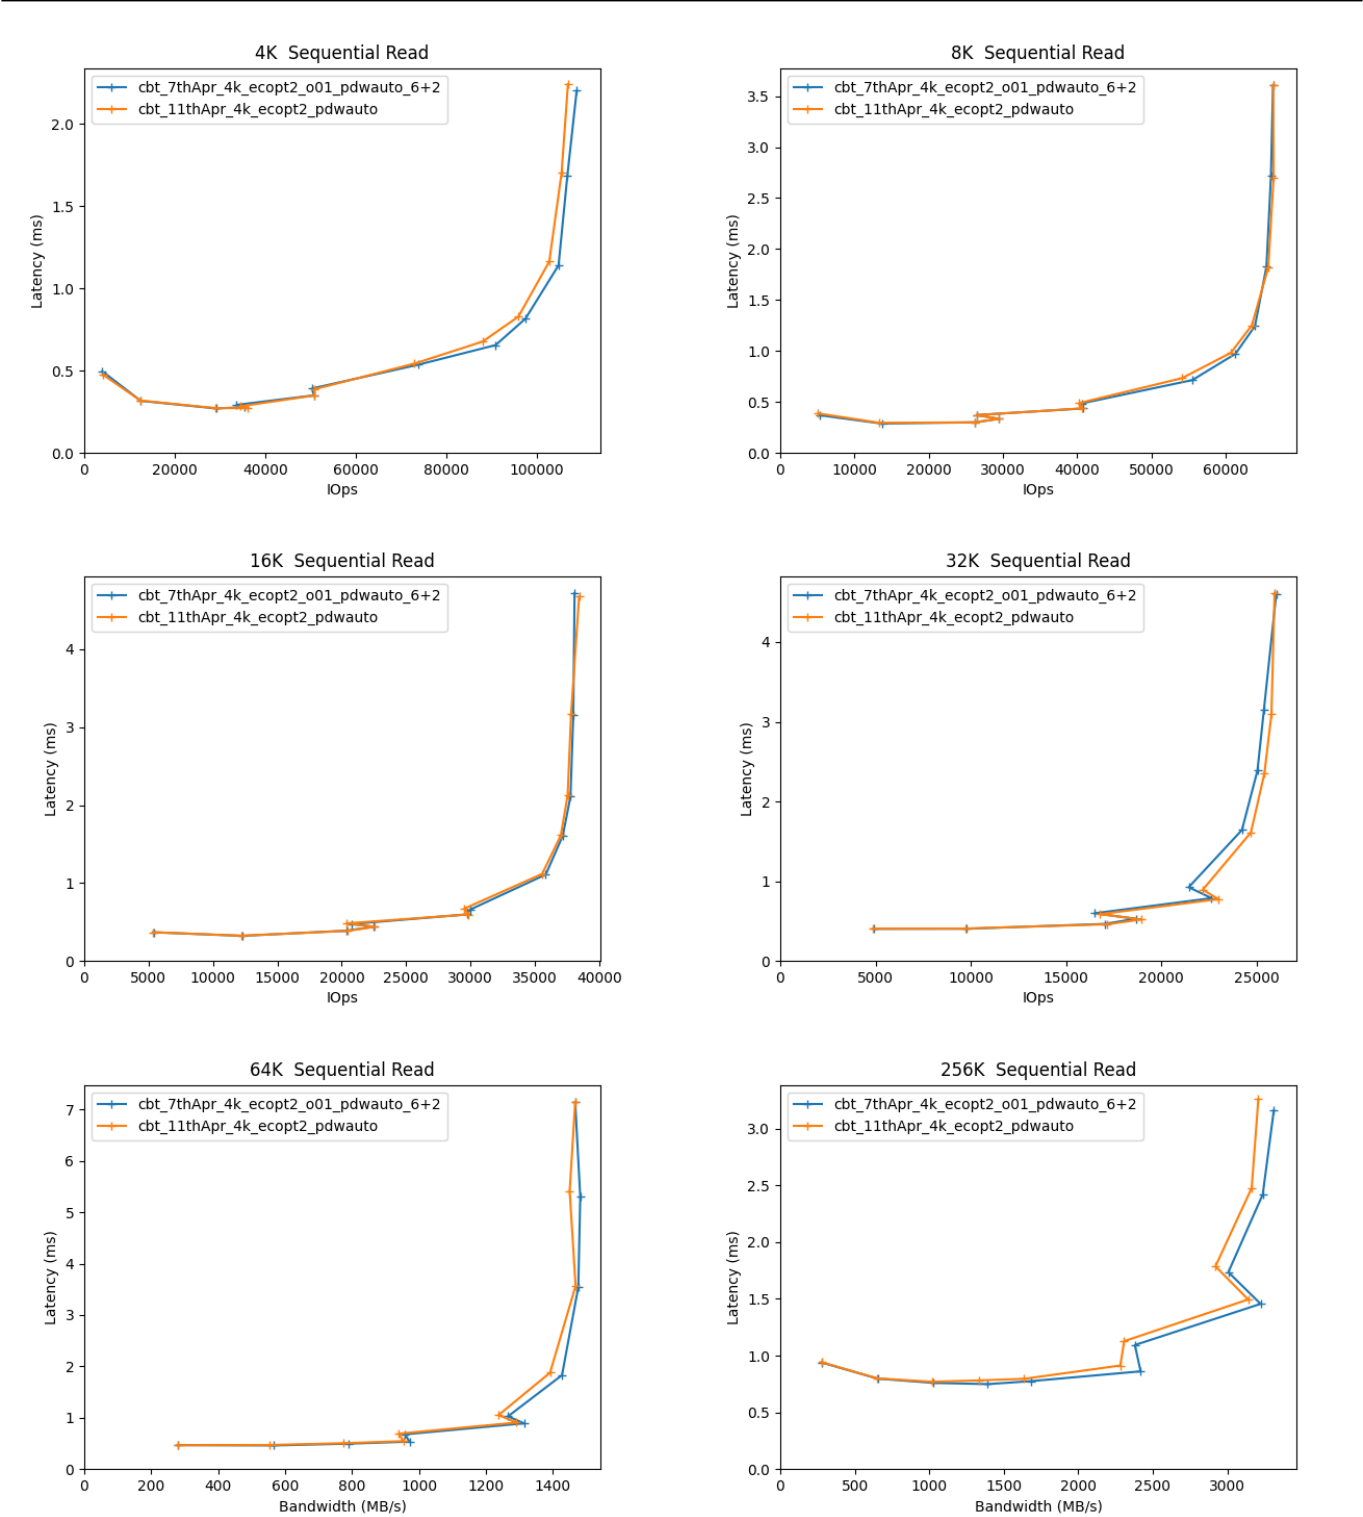 4K  Sequential Read
cbt_7thApr_4k_ecopt2_o01_pdwauto_6+2
cbt_11thApr_4k_ecopt2_pdwauto
Latency (ms)
2.0
1.5
1.0
0.5
0.0
0 20000 40000 60000 80000 100000
IOps
8K  Sequential Read
cbt_7thApr_4k_ecopt2_o01_pdwauto_6+2
cbt_11thApr_4k_ecopt2_pdwauto
Latency (ms)
3.5
3.0
2.5
2.0
1.5
1.0
0.5
0.0
0 10000 20000 30000 40000 50000 60000
IOps
16K  Sequential Read
cbt_7thApr_4k_ecopt2_o01_pdwauto_6+2
cbt_11thApr_4k_ecopt2_pdwauto
Latency (ms)
4
3
2
1
0
0 5000 10000 15000 20000 25000 30000 35000 40000
IOps
32K  Sequential Read
cbt_7thApr_4k_ecopt2_o01_pdwauto_6+2
cbt_11thApr_4k_ecopt2_pdwauto
Latency (ms)
4
3
2
1
0
0 5000 10000 15000 20000 25000
IOps
64K  Sequential Read
cbt_7thApr_4k_ecopt2_o01_pdwauto_6+2
cbt_11thApr_4k_ecopt2_pdwauto
Latency (ms)
7
6
5
4
3
2
1
0
0 200 400 600 800 1000 1200 1400
Bandwidth (MB/s)
256K  Sequential Read
cbt_7thApr_4k_ecopt2_o01_pdwauto_6+2
cbt_11thApr_4k_ecopt2_pdwauto
Latency (ms)
3.0
2.5
2.0
1.5
1.0
0.5
0.0
0 500 1000 1500 2000 2500 3000
Bandwidth (MB/s)